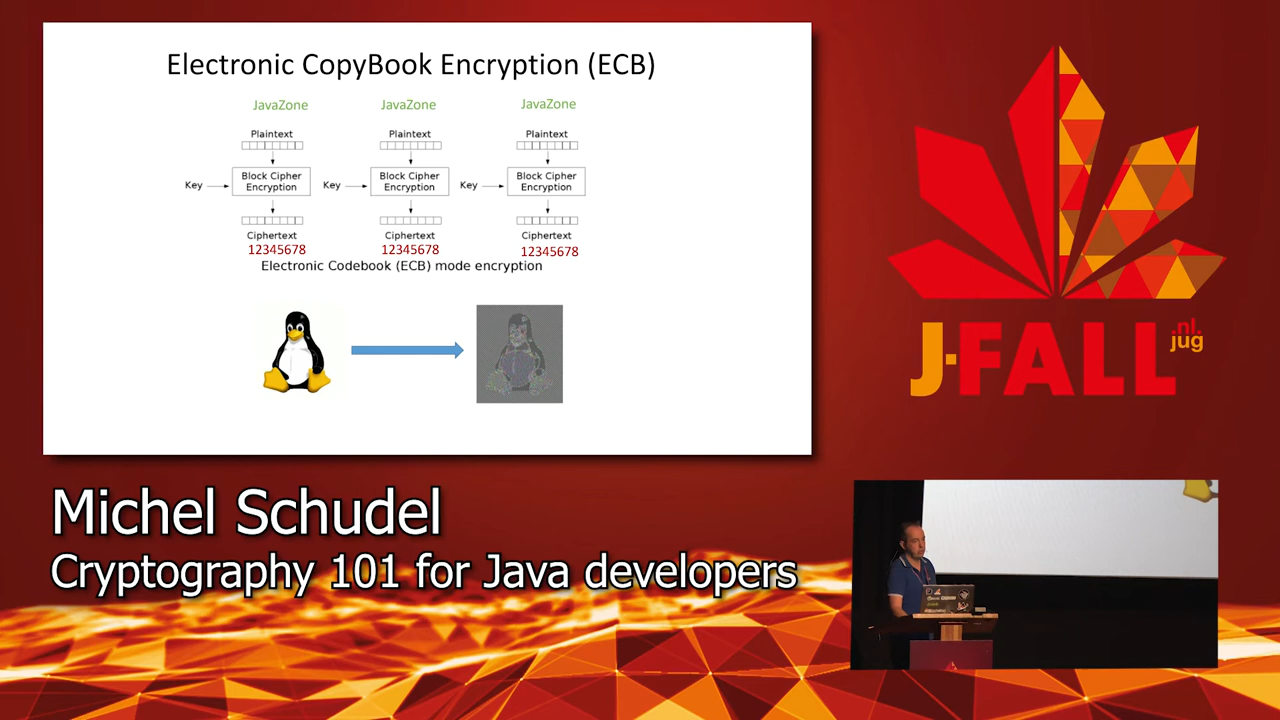 Electronic CopyBook Encryption (ECB)
JavaZone JavaZone JavaZone
Plaintext Plaintext Plaintext
Key Block Cipher Encryption Key Block Cipher Encryption Key Block Cipher Encryption
Ciphertext Ciphertext Ciphertext
12345678 12345678 12345678
Electronic Codebook (ECB) mode encryption
J-FALL
.nl.
jug
Michel Schudel
Cryptography 101 for Java developers